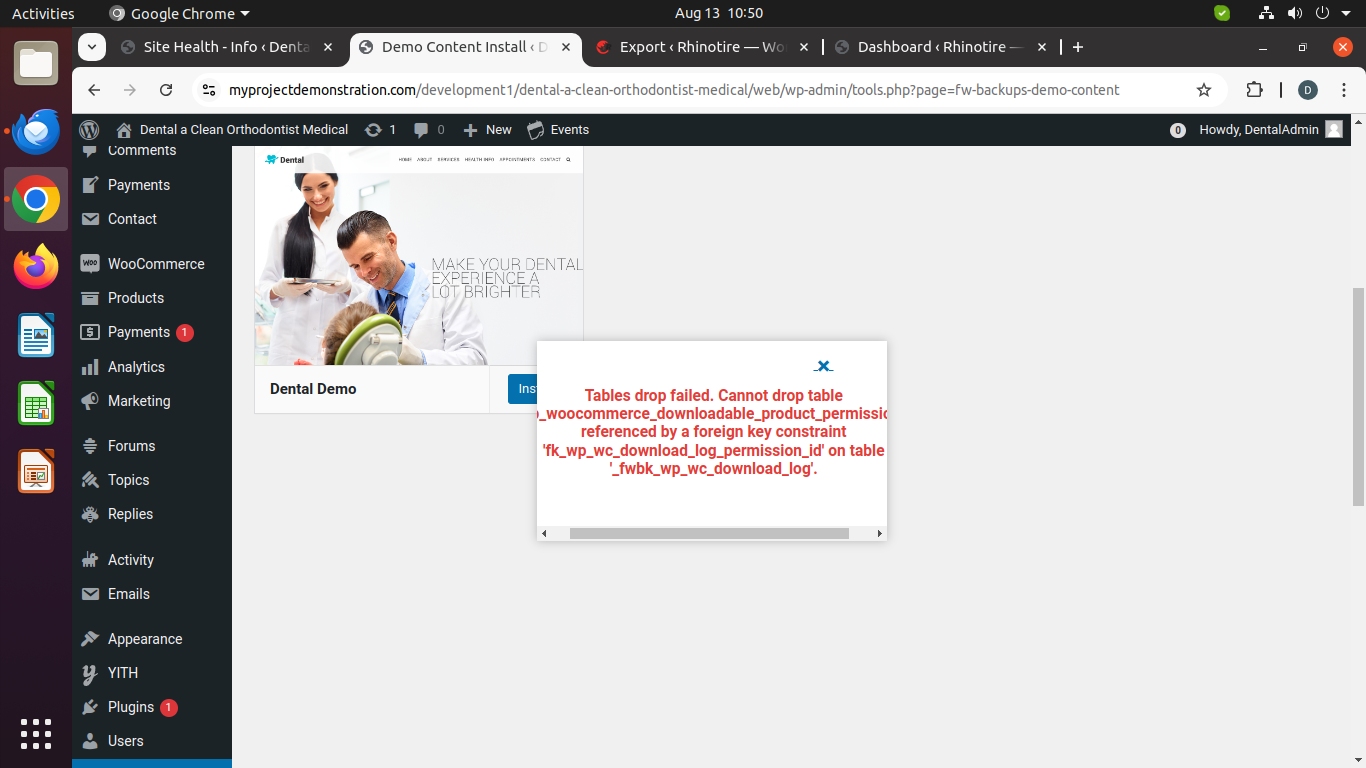 Activities
Google Chrome
Aug 13 10:50
Site Health - Info ‹ Denta
Demo Content Install ‹ D
Export ‹ Rhinotire — Wo
Dashboard ‹ Rhinotire —
myprojectdemonstration.com/development1/dental-a-clean-orthodontist-medical/web/wp-admin/tools.php?page=fw-backups-demo-content
D
Dental a Clean Orthodontist Medical
1
0
New
Events
0
Howdy, DentalAdmin
Comments
Payments
Contact
WooCommerce
Products
Payments 1
Analytics
Marketing
Forums
Topics
Replies
Activity
Emails
Appearance
YITH
Plugins 1
Users
Dental
HOME ABOUT SERVICES HEALTH INFO APPOINTMENTS CONTACT
MAKE YOUR DENTAL
EXPERIENCE A
LOT BRIGHTER
Dental Demo
Inst
Tables drop failed. Cannot drop table
_woocommerce_downloadable_product_permissio
referenced by a foreign key constraint
'fk_wp_wc_download_log_permission_id' on table
'_fwbk_wp_wc_download_log'.